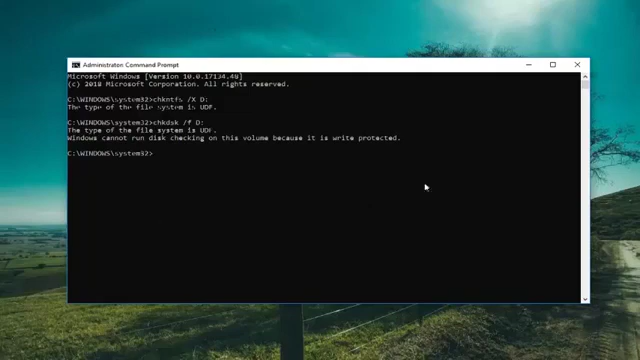 Administrator: Command Prompt
Microsoft Windows [Version 10.0.17134.48]
(c) 2018 Microsoft Corporation. All rights reserved.
C:\WINDOWS\system32>chkntfs /X D:
The type of the file system is UDF.
C:\WINDOWS\system32>chkdsk /f D:
The type of the file system is UDF.
Windows cannot run disk checking on this volume because it is write protected.
C:\WINDOWS\system32>